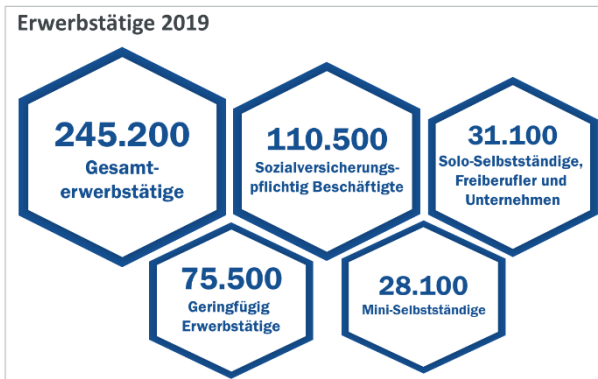 Erwerbstätige 2019
245.200
Gesamt-
erwerbstätige
110.500
Sozialversicherungs-
pflichtig Beschäftigte
31.100
Solo-Selbstständige,
Freiberufler und
Unternehmen
75.500
Geringfügig
Erwerbstätige
28.100
Mini-Selbstständige